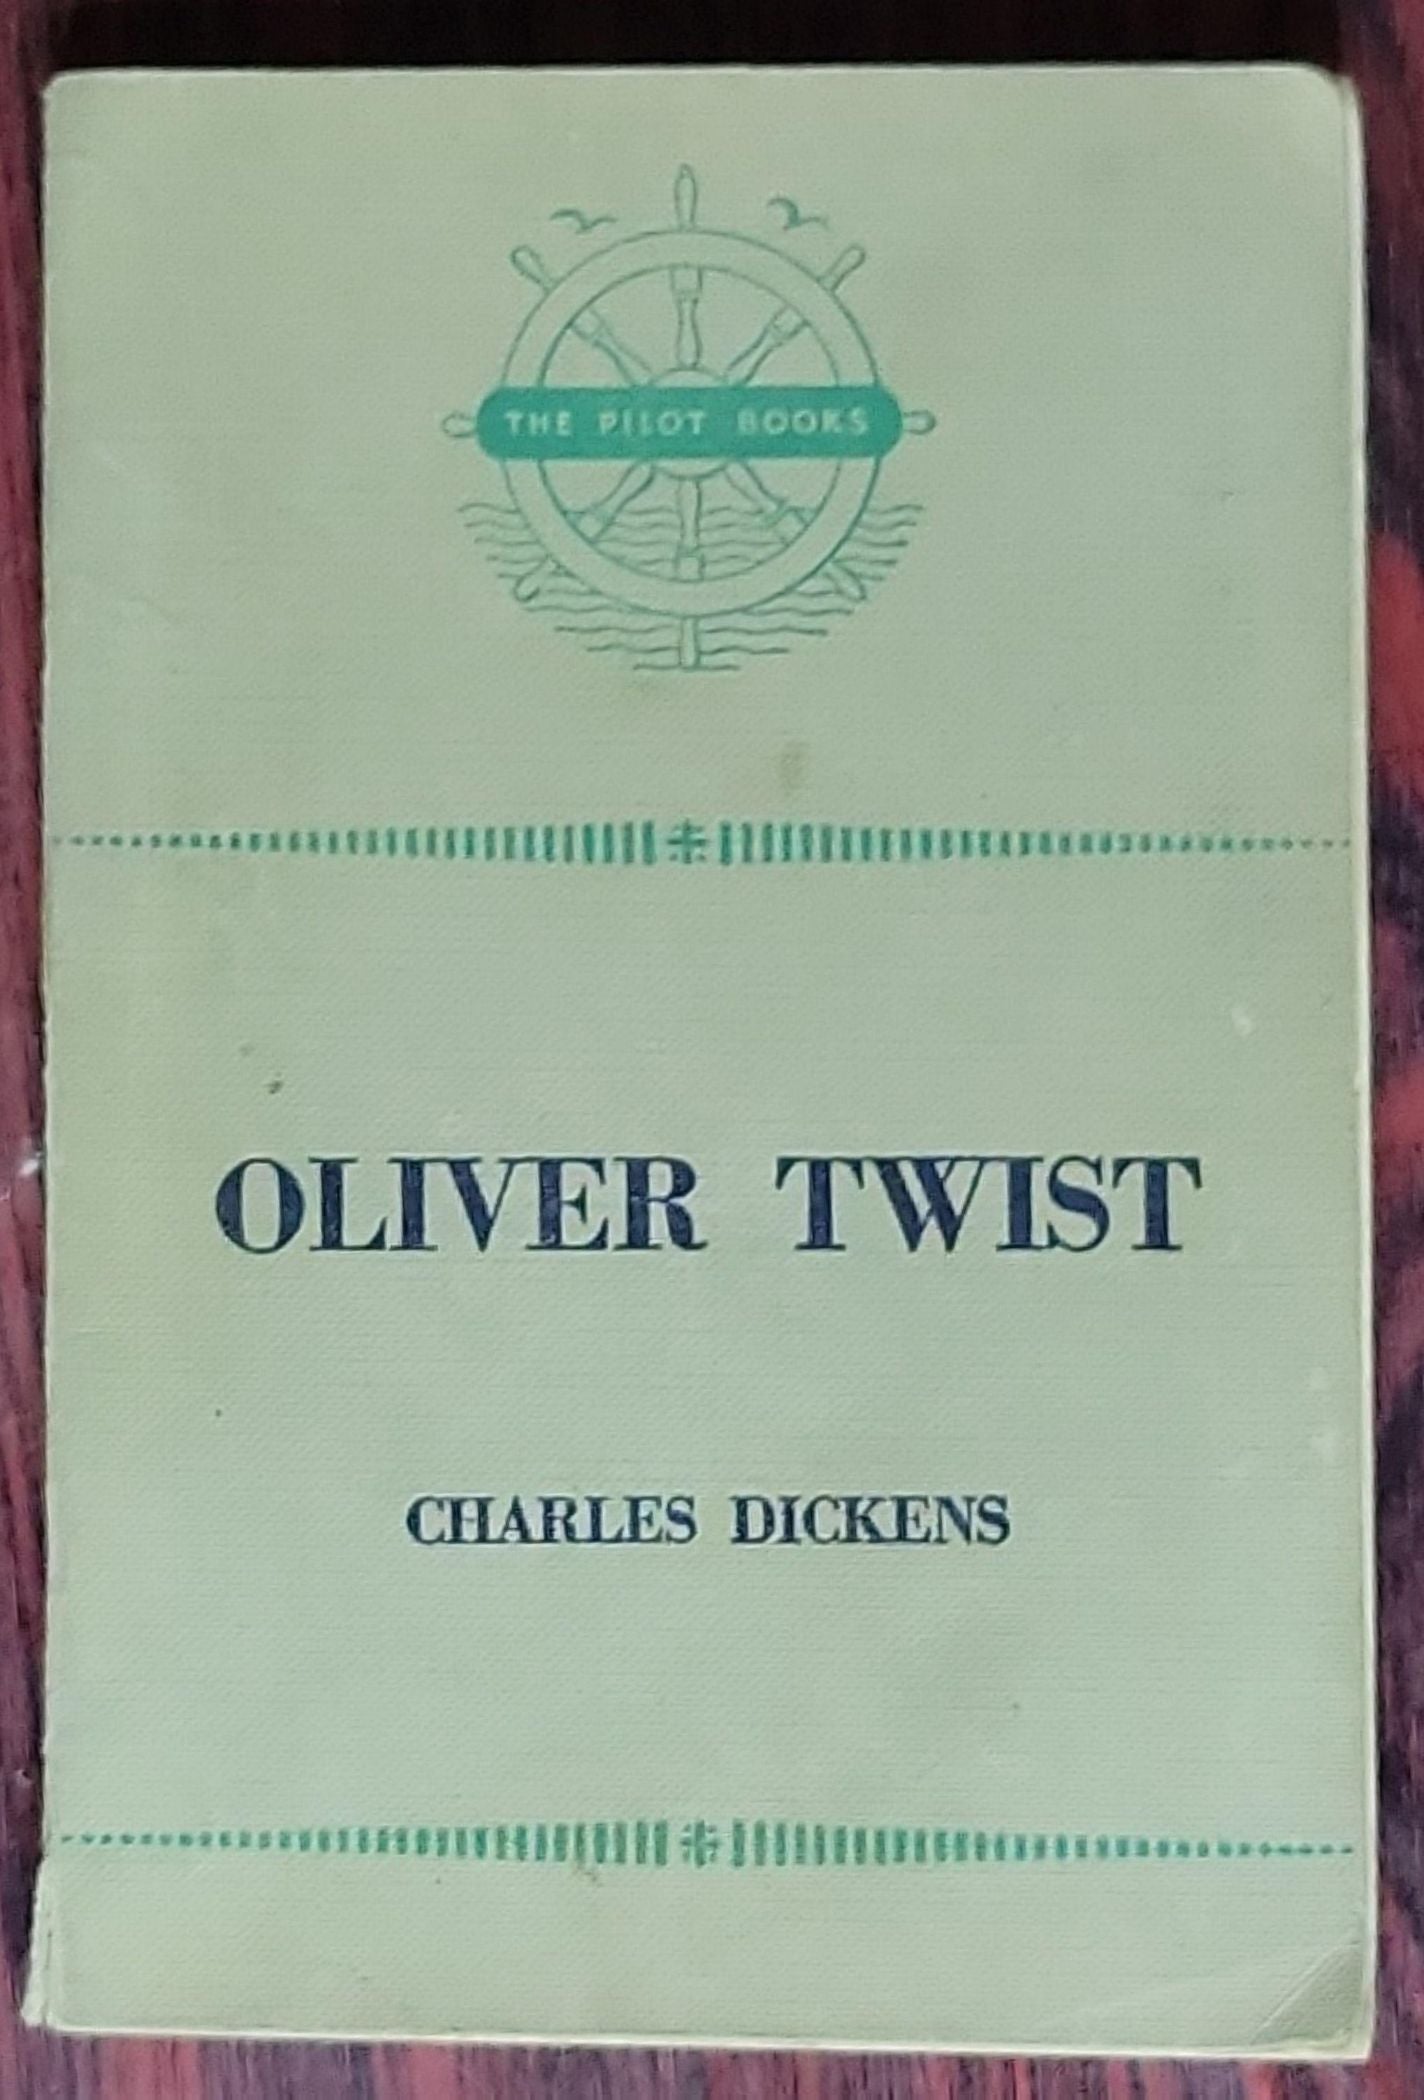 THE PILOT BOOKS
OLIVER TWIST
CHARLES DICKENS